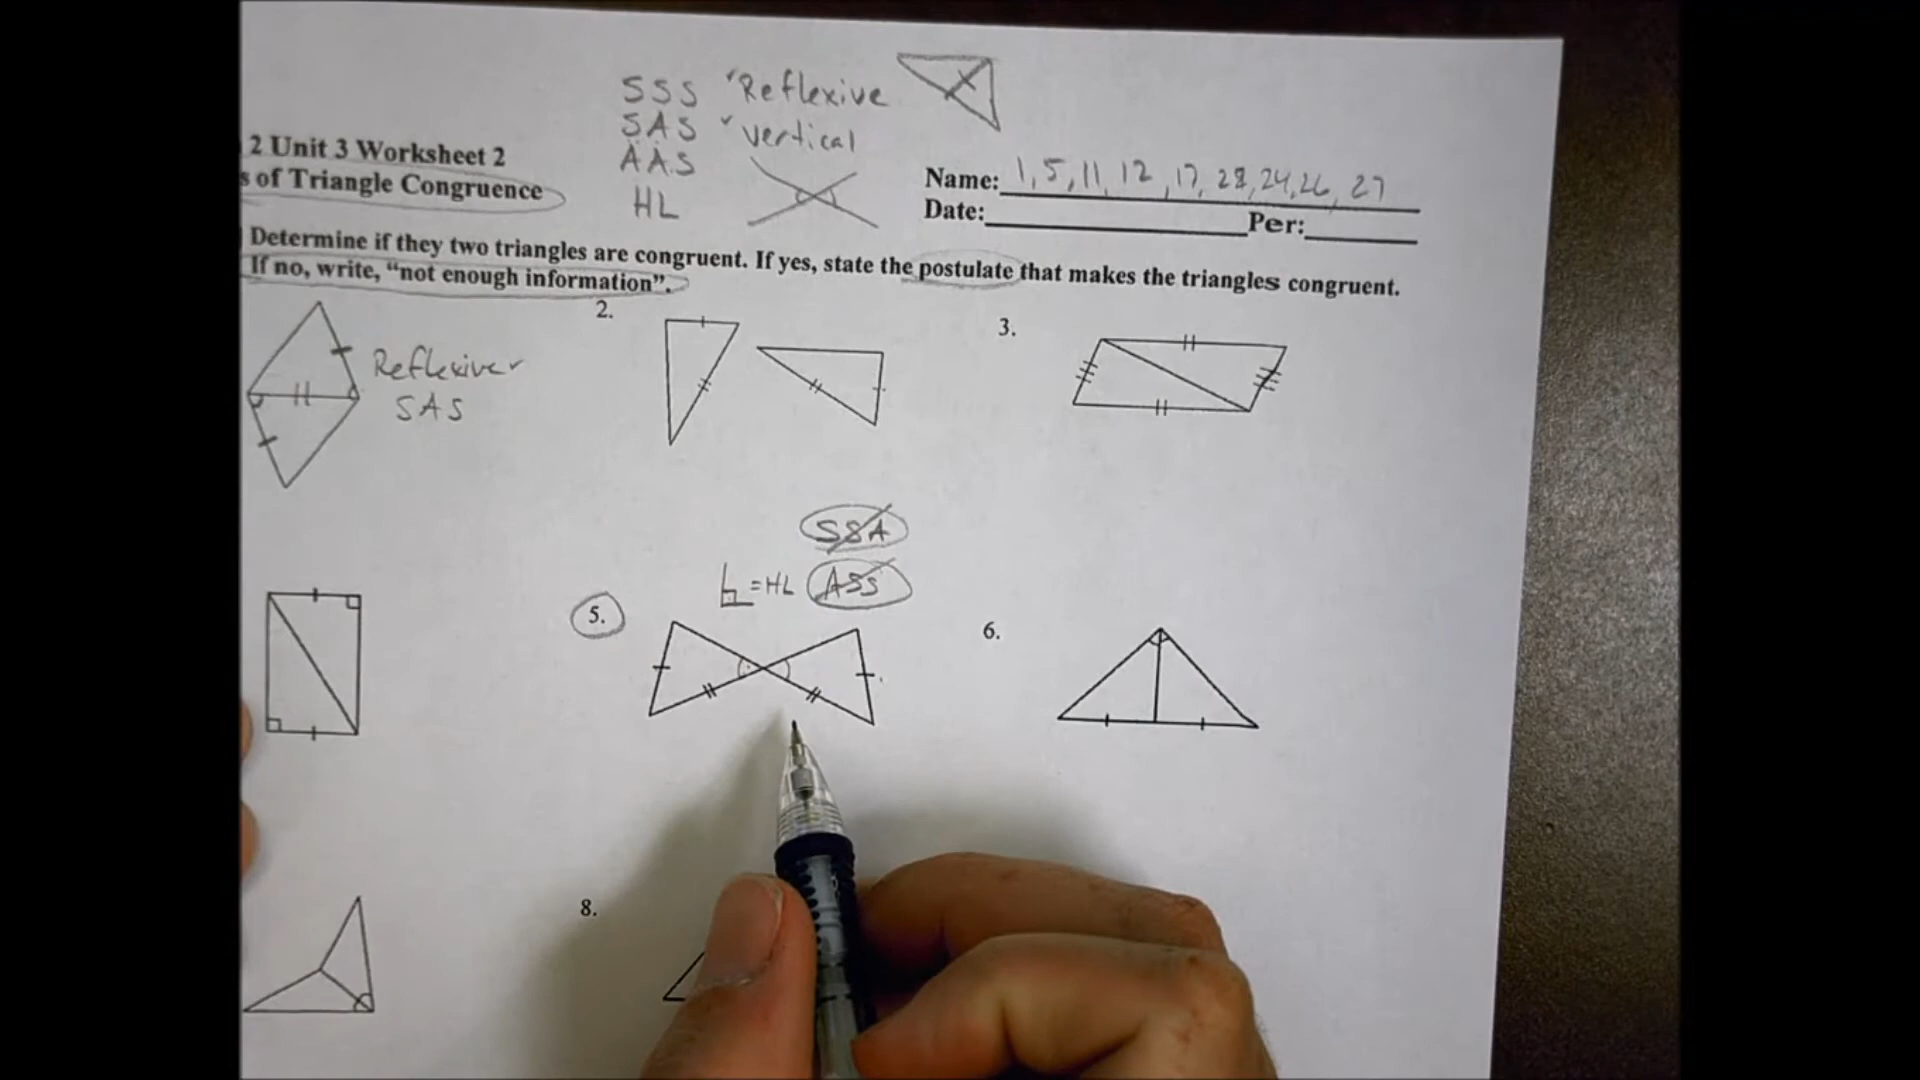 SSS ✓Reflexive
SAS ✓vertical
AAS
HL
2 Unit 3 Worksheet 2
s of Triangle Congruence
Name: 1, 5, 11, 12, 17, 28, 24, 26, 27
Date: Per:
Determine if they two triangles are congruent. If yes, state the postulate that makes the triangles congruent.
If no, write, “not enough information”.
2.
3.
Reflexive ✓
SAS
SSA
=HL ASS
5.
6.
8.